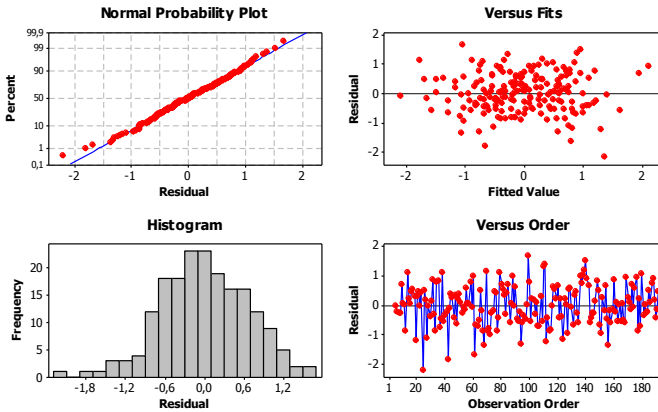 Normal Probability Plot
99,9
99
90
50
10
1
0,1
Percent
-2 -1 0 1 2
Residual
Versus Fits
2
1
0
-1
-2
Residual
-2 -1 0 1 2
Fitted Value
Histogram
20
15
10
5
0
Frequency
-1,8 -1,2 -0,6 0,0 0,6 1,2
Residual
Versus Order
2
1
0
-1
-2
Residual
1 20 40 60 80 100 120 140 160 180
Observation Order